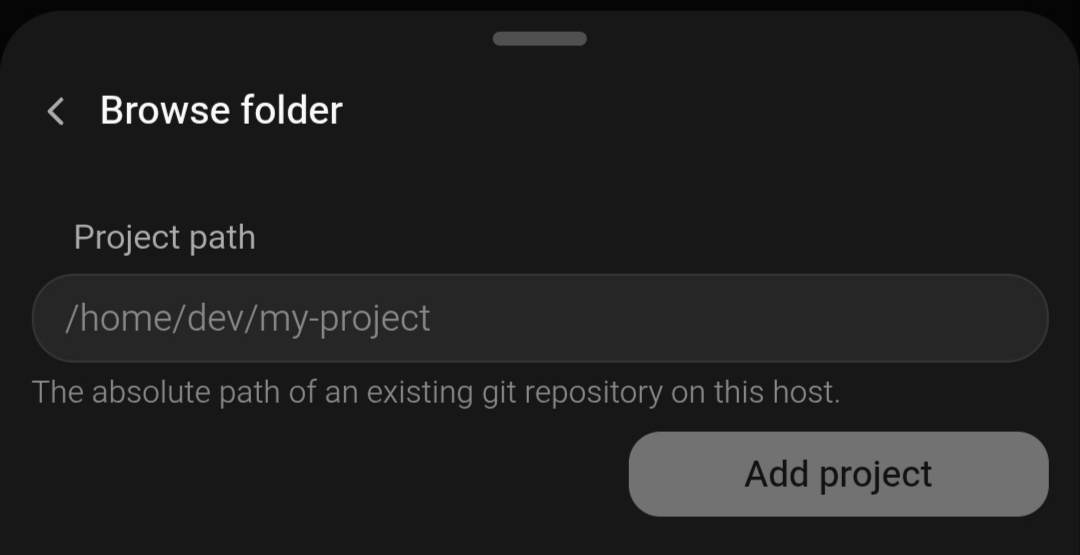 Browse folder
Project path
/home/dev/my-project
The absolute path of an existing git repository on this host.
Add project